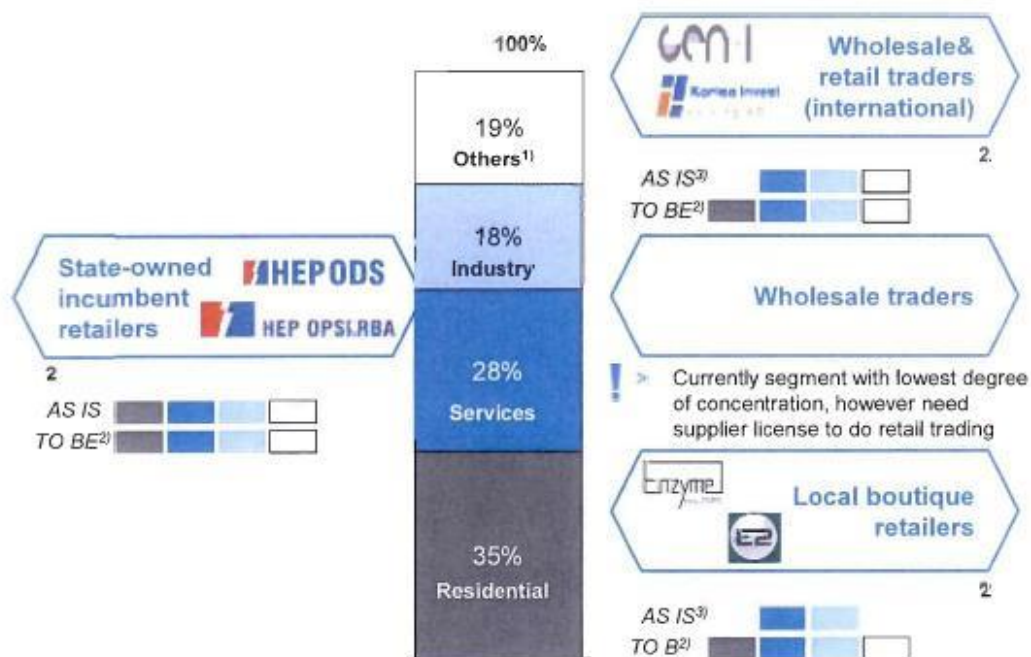 100%
19%
Others1)
18%
Industry
28%
Services
35%
Residential
State-owned
incumbent
retailers
HEP ODS
HEP OPSKRBA
2
AS IS
TO BE2)
Wholesale&
retail traders
(international)
2.
AS IS3)
TO BE2)
Wholesale traders
! > Currently segment with lowest degree
of concentration, however need
supplier license to do retail trading
Enzyme
Local boutique
retailers
2
AS IS3)
TO B2)